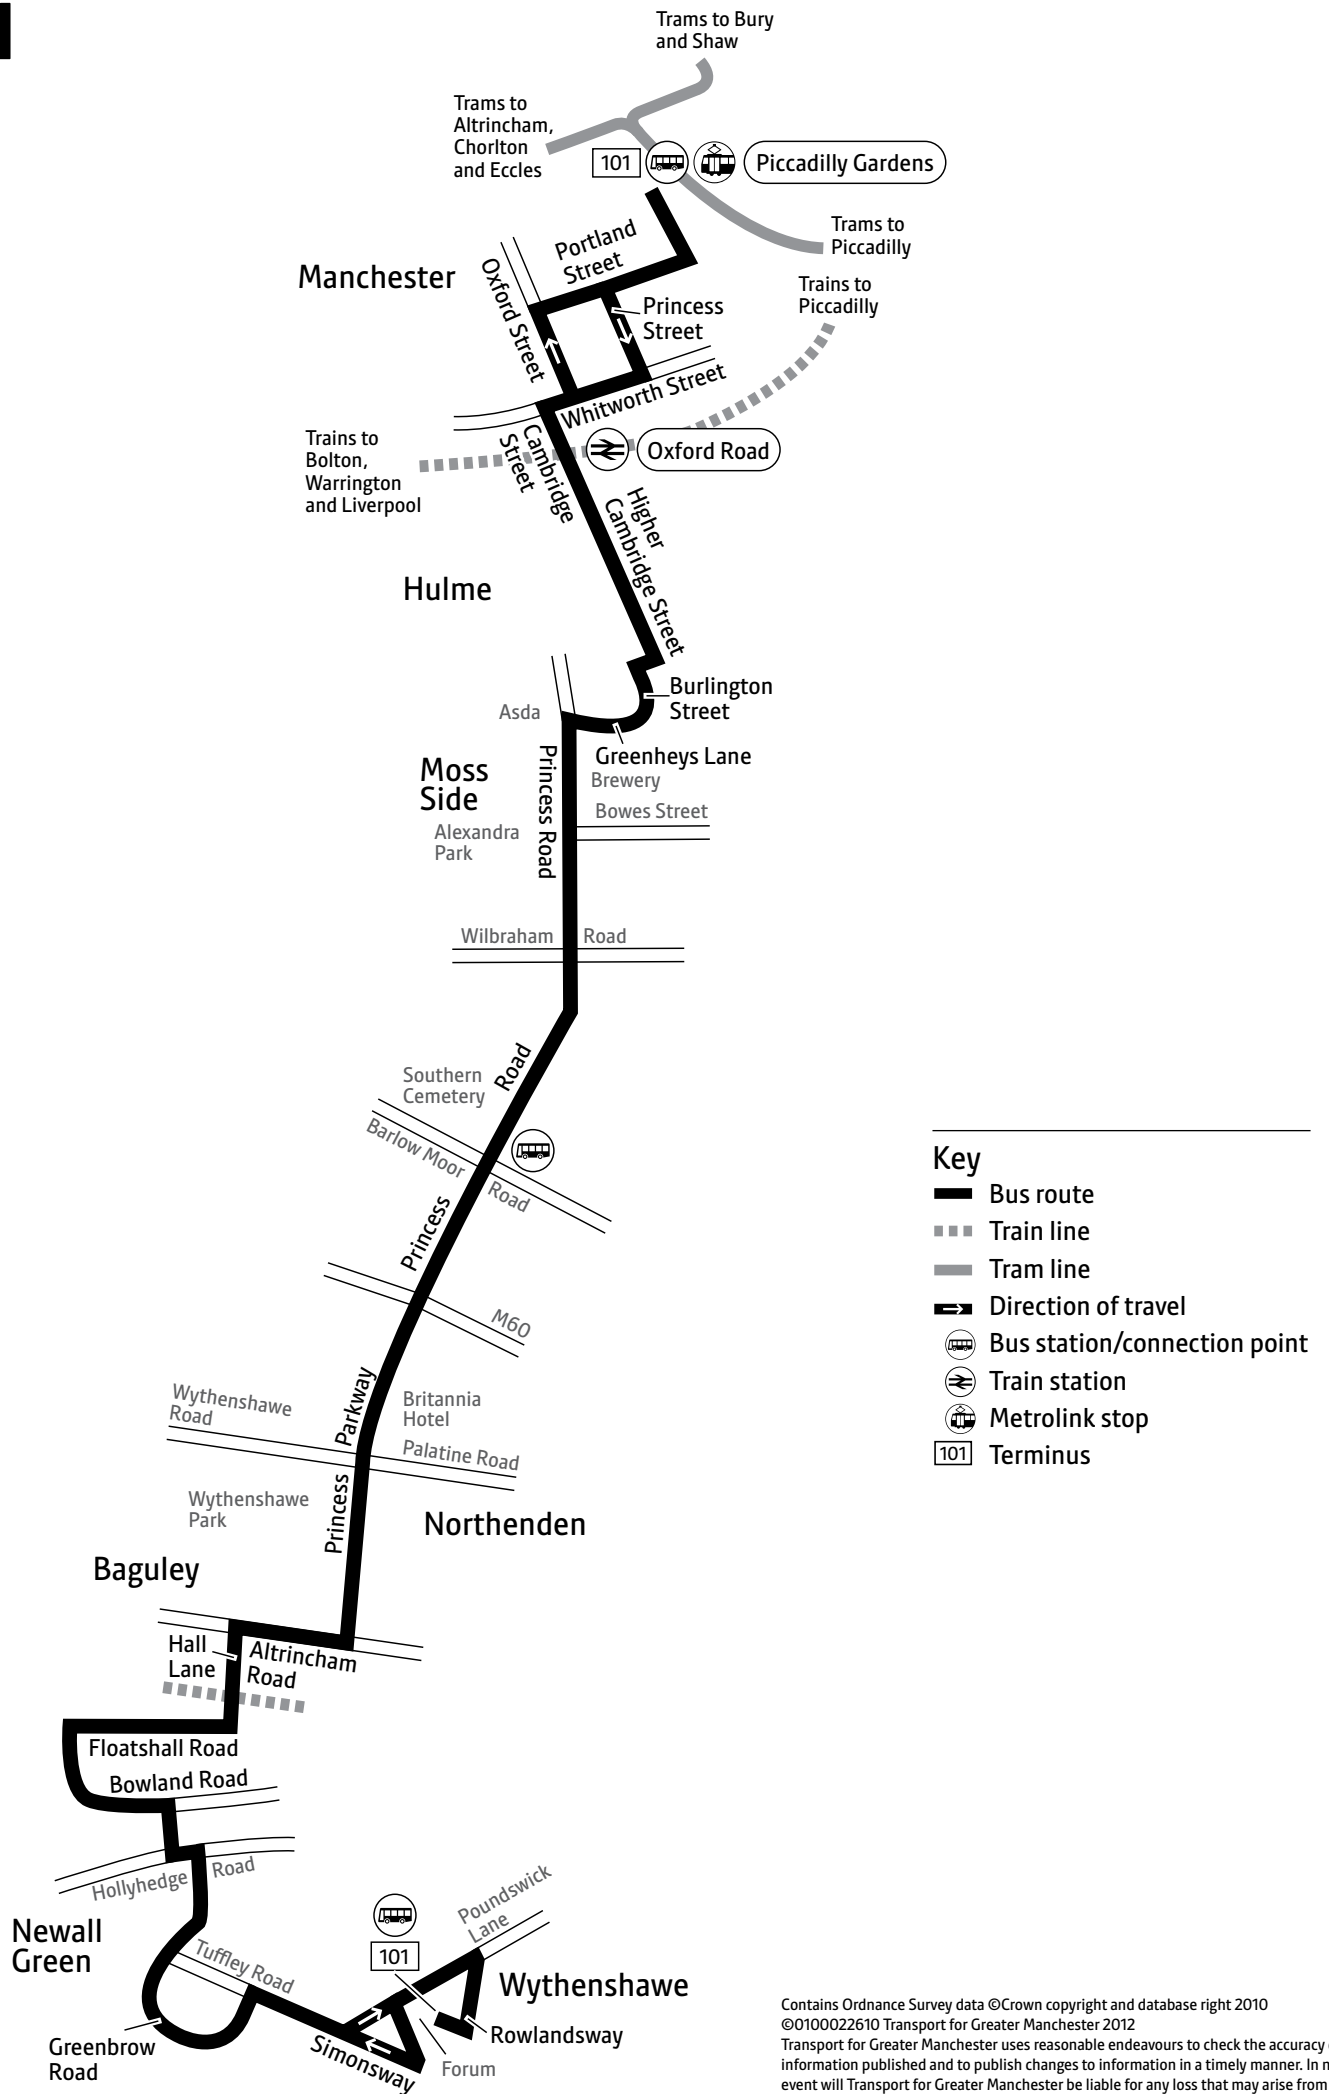 Trams to Bury
and Shaw
Trams to
Altrincham,
Chorlton
and Eccles
101
Piccadilly Gardens
Trams to
Piccadilly
Portland
Street
Manchester
Oxford Street
Trains to
Piccadilly
Princess
Street
Whitworth Street
Trains to
Bolton,
Warrington
and Liverpool
Cambridge
Street
Oxford Road
Higher
Cambridge Street
Hulme
Burlington
Street
Asda
Greenheys Lane
Brewery
Moss
Side
Princess Road
Bowes Street
Alexandra
Park
Wilbraham Road
Southern
Cemetery
Road
Barlow Moor
Road
Princess
M60
Key
Bus route
Train line
Tram line
Direction of travel
Bus station/connection point
Train station
Metrolink stop
101 Terminus
Wythenshawe
Road
Parkway
Britannia
Hotel
Palatine Road
Princess
Wythenshawe
Park
Northenden
Baguley
Hall
Lane
Altrincham
Road
Floatshall Road
Bowland Road
Hollyhedge Road
Newall
Green
Tuffley Road
101
Poundswick
Lane
Wythenshawe
Rowlandsway
Greenbrow
Road
Simonsway
Forum
Contains Ordnance Survey data ©Crown copyright and database right 2010
©0100022610 Transport for Greater Manchester 2012
Transport for Greater Manchester uses reasonable endeavours to check the accuracy
information published and to publish changes to information in a timely manner. In
event will Transport for Greater Manchester be liable for any loss that may arise from